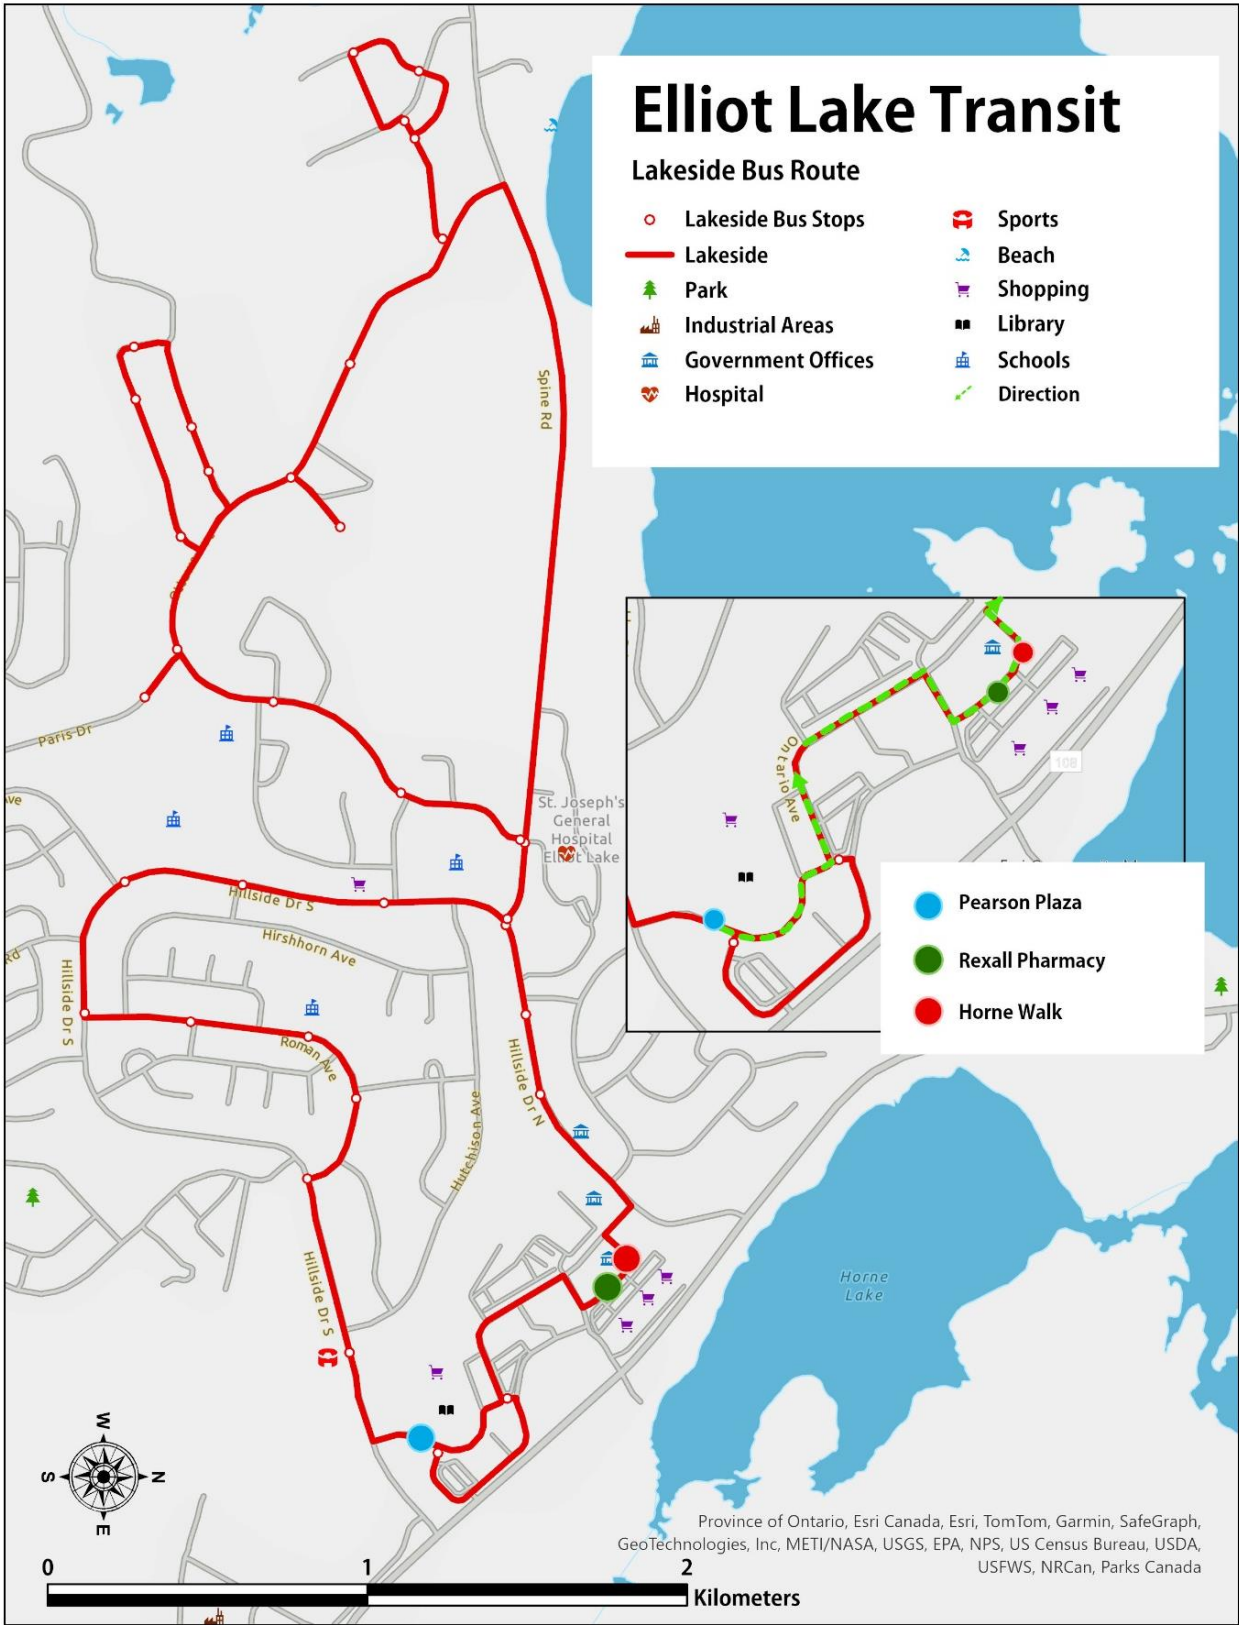 Elliot Lake Transit
Lakeside Bus Route
Lakeside Bus Stops
Lakeside
Park
Industrial Areas
Government Offices
Hospital
Sports
Beach
Shopping
Library
Schools
Direction
Spine Rd
Paris Dr
St. Joseph's
General
Hospital
Elliot Lake
Hillside Dr S
Hirshhorn Ave
Hillside Dr S
Roman Ave
Hillside Dr N
Hutchison Ave
Hillside Dr S
Ontario Ave
108
Pearson Plaza
Rexall Pharmacy
Horne Walk
Horne
Lake
W
S
N
E
0
1
2
Kilometers
Province of Ontario, Esri Canada, Esri, TomTom, Garmin, SafeGraph,
GeoTechnologies, Inc, METI/NASA, USGS, EPA, NPS, US Census Bureau, USDA,
USFWS, NRCan, Parks Canada